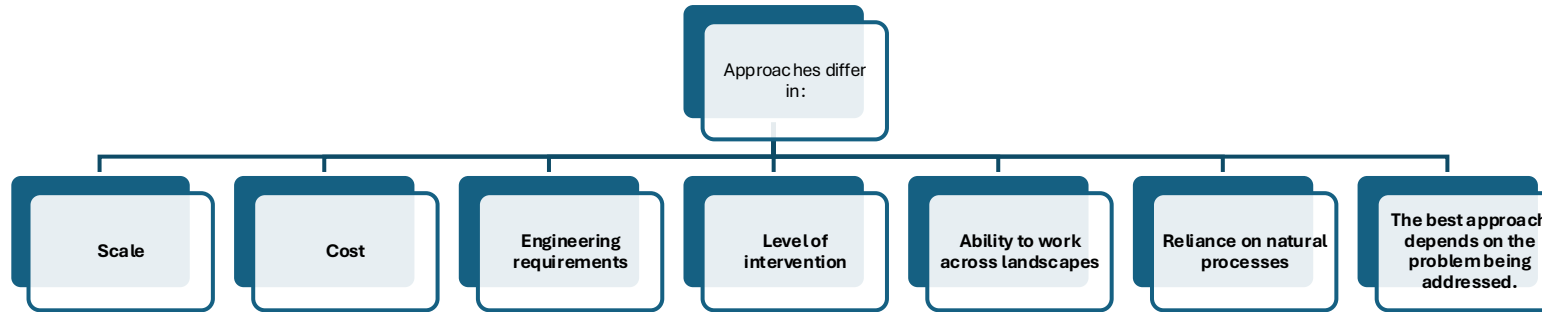 Approaches differ
in:
Scale
Cost
Engineering
requirements
Level of
intervention
Ability to work
across landscapes
Reliance on natural
processes
The best approach
depends on the
problem being
addressed.